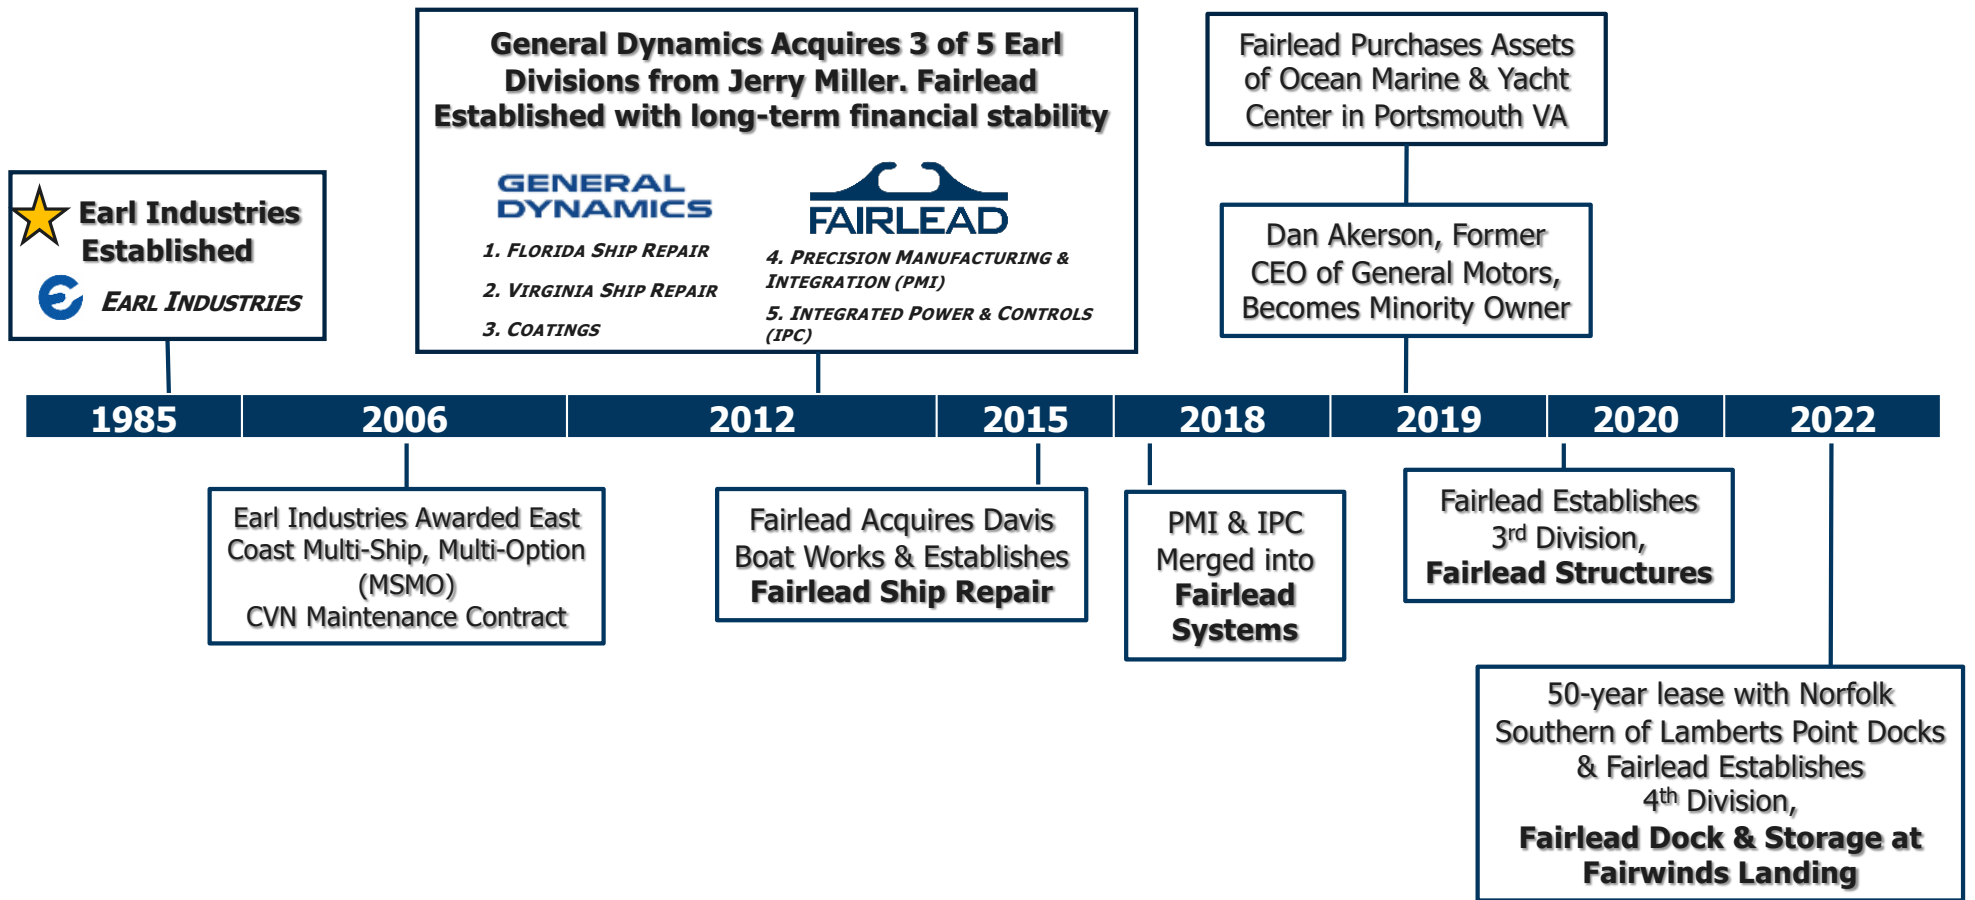 General Dynamics Acquires 3 of 5 Earl
Divisions from Jerry Miller. Fairlead
Established with long-term financial stability
GENERAL
DYNAMICS
1. FLORIDA SHIP REPAIR
2. VIRGINIA SHIP REPAIR
3. COATINGS
FAIRLEAD
4. PRECISION MANUFACTURING &
INTEGRATION (PMI)
5. INTEGRATED POWER & CONTROLS
(IPC)
Fairlead Purchases Assets
of Ocean Marine & Yacht
Center in Portsmouth VA
Earl Industries
Established
EARL INDUSTRIES
Dan Akerson, Former
CEO of General Motors,
Becomes Minority Owner
1985
2006
2012
2015
2018
2019
2020
2022
Earl Industries Awarded East
Coast Multi-Ship, Multi-Option
(MSMO)
CVN Maintenance Contract
Fairlead Acquires Davis
Boat Works & Establishes
Fairlead Ship Repair
PMI & IPC
Merged into
Fairlead
Systems
Fairlead Establishes
3rd Division,
Fairlead Structures
50-year lease with Norfolk
Southern of Lamberts Point Docks
& Fairlead Establishes
4th Division,
Fairlead Dock & Storage at
Fairwinds Landing